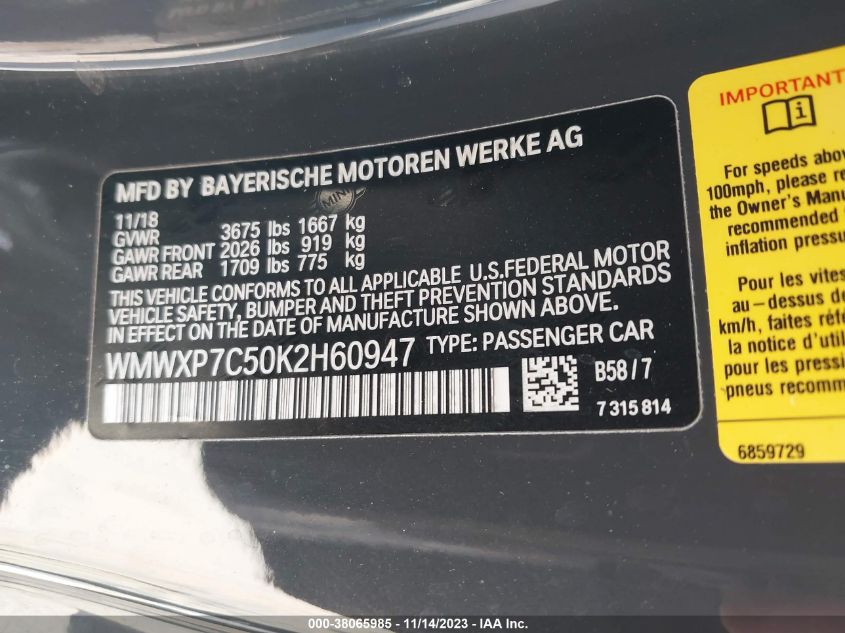 MFD BY BAYERISCHE MOTOREN WERKE AG
MINI
11/18
GVWR 3675 lbs 1667 kg
GAWR FRONT 2026 lbs 919 kg
GAWR REAR 1709 lbs 775 kg
THIS VEHICLE CONFORMS TO ALL APPLICABLE U.S.FEDERAL MOTOR
VEHICLE SAFETY, BUMPER AND THEFT PREVENTION STANDARDS
IN EFFECT ON THE DATE OF MANUFACTURE SHOWN ABOVE.
WMWXP7C50K2H60947 TYPE: PASSENGER CAR
B58/7
7 315 814
IMPORTANT
i
For speeds abov
100mph, please re
the Owner's Manu
recommended
inflation pressu
Pour les vites
au-dessus de
km/h, faites réfé
la notice d'util
pour les pressi
pneus recomm
6859729
000-38065985 - 11/14/2023 - IAA Inc.